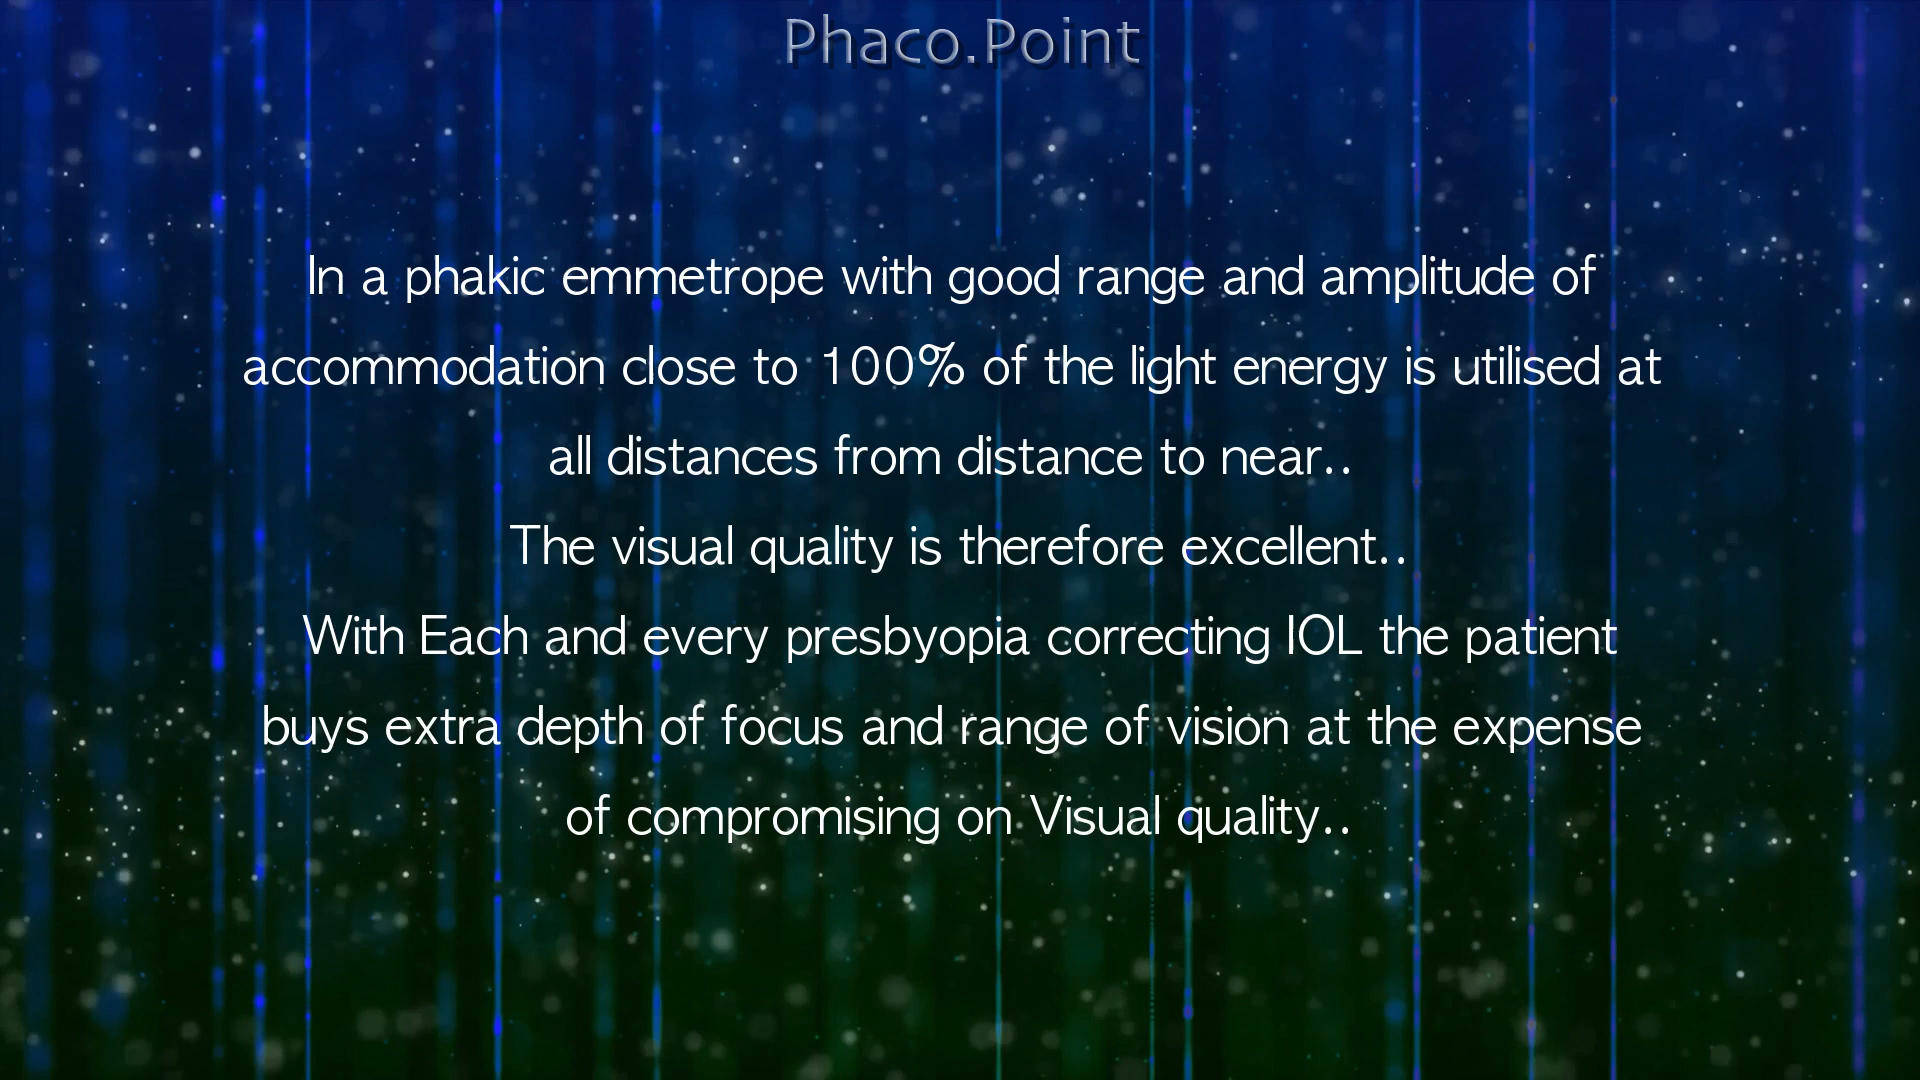 Phaco.Point
In a phakic emmetrope with good range and amplitude of
accommodation close to 100% of the light energy is utilised at
all distances from distance to near..
The visual quality is therefore excellent..
With Each and every presbyopia correcting IOL the patient
buys extra depth of focus and range of vision at the expense
of compromising on Visual quality..